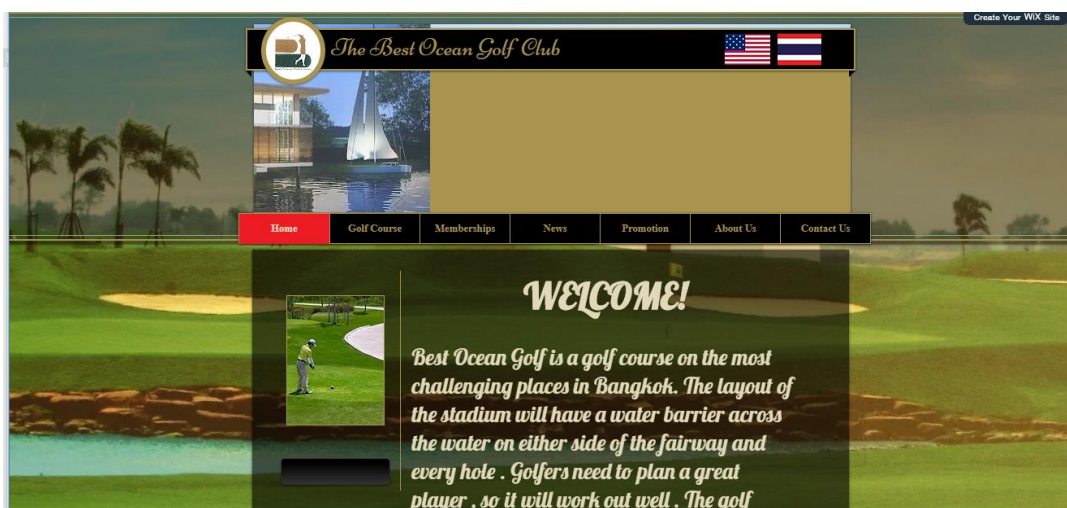 Create Your WiX Site
The Best Ocean Golf Club
Home Golf Course Memberships News Promotion About Us Contact Us
WELCOME!
Best Ocean Golf is a golf course on the most
challenging places in Bangkok. The layout of
the stadium will have a water barrier across
the water on either side of the fairway and
every hole . Golfers need to plan a great
player , so it will work out well . The golf